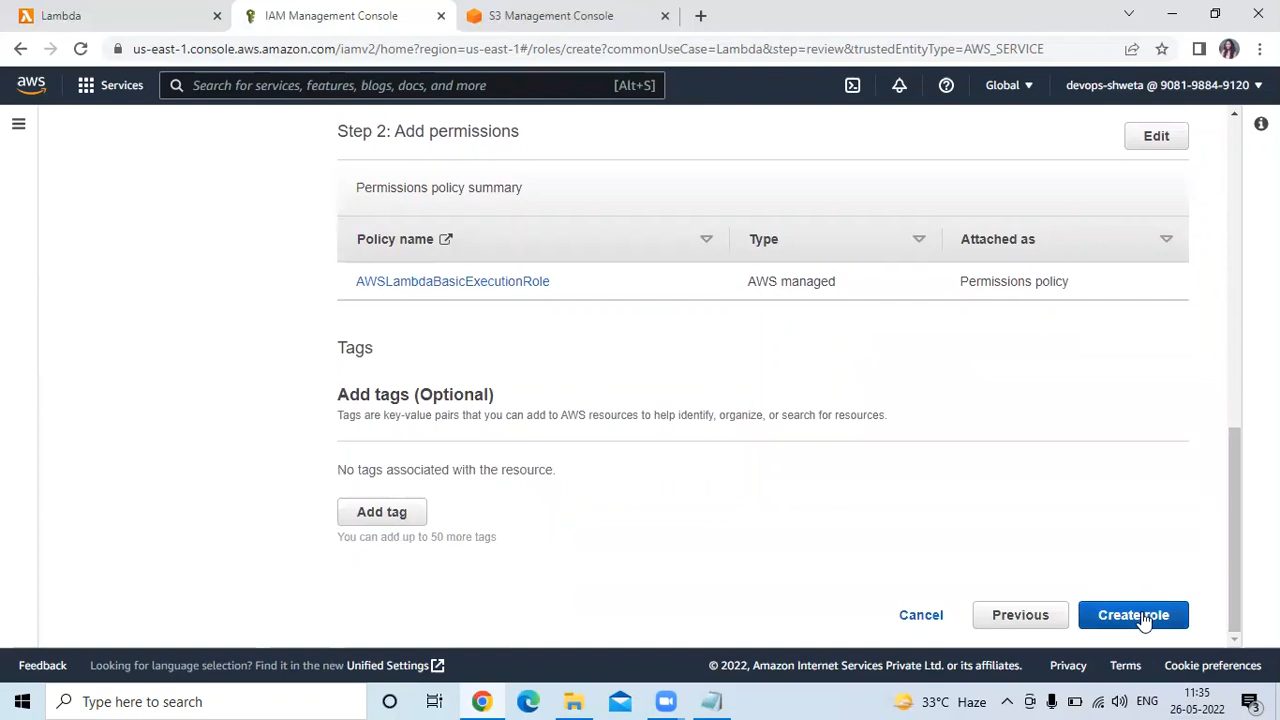 Lambda
IAM Management Console
S3 Management Console
us-east-1.console.aws.amazon.com/iamv2/home?region=us-east-1#/roles/create?commonUseCase=Lambda&step=review&trustedEntityType=AWS_SERVICE
aws
Services
Search for services, features, blogs, docs, and more
[Alt+S]
Global
devops-shweta @ 9081-9884-9120
Step 2: Add permissions
Edit
Permissions policy summary
Policy name
Type
Attached as
AWSLambdaBasicExecutionRole
AWS managed
Permissions policy
Tags
Add tags (Optional)
Tags are key-value pairs that you can add to AWS resources to help identify, organize, or search for resources.
No tags associated with the resource.
Add tag
You can add up to 50 more tags
Cancel
Previous
Create role
Feedback
Looking for language selection? Find it in the new Unified Settings
© 2022, Amazon Internet Services Private Ltd. or its affiliates.
Privacy
Terms
Cookie preferences
Type here to search
33°C Haze
ENG
11:35
26-05-2022
3